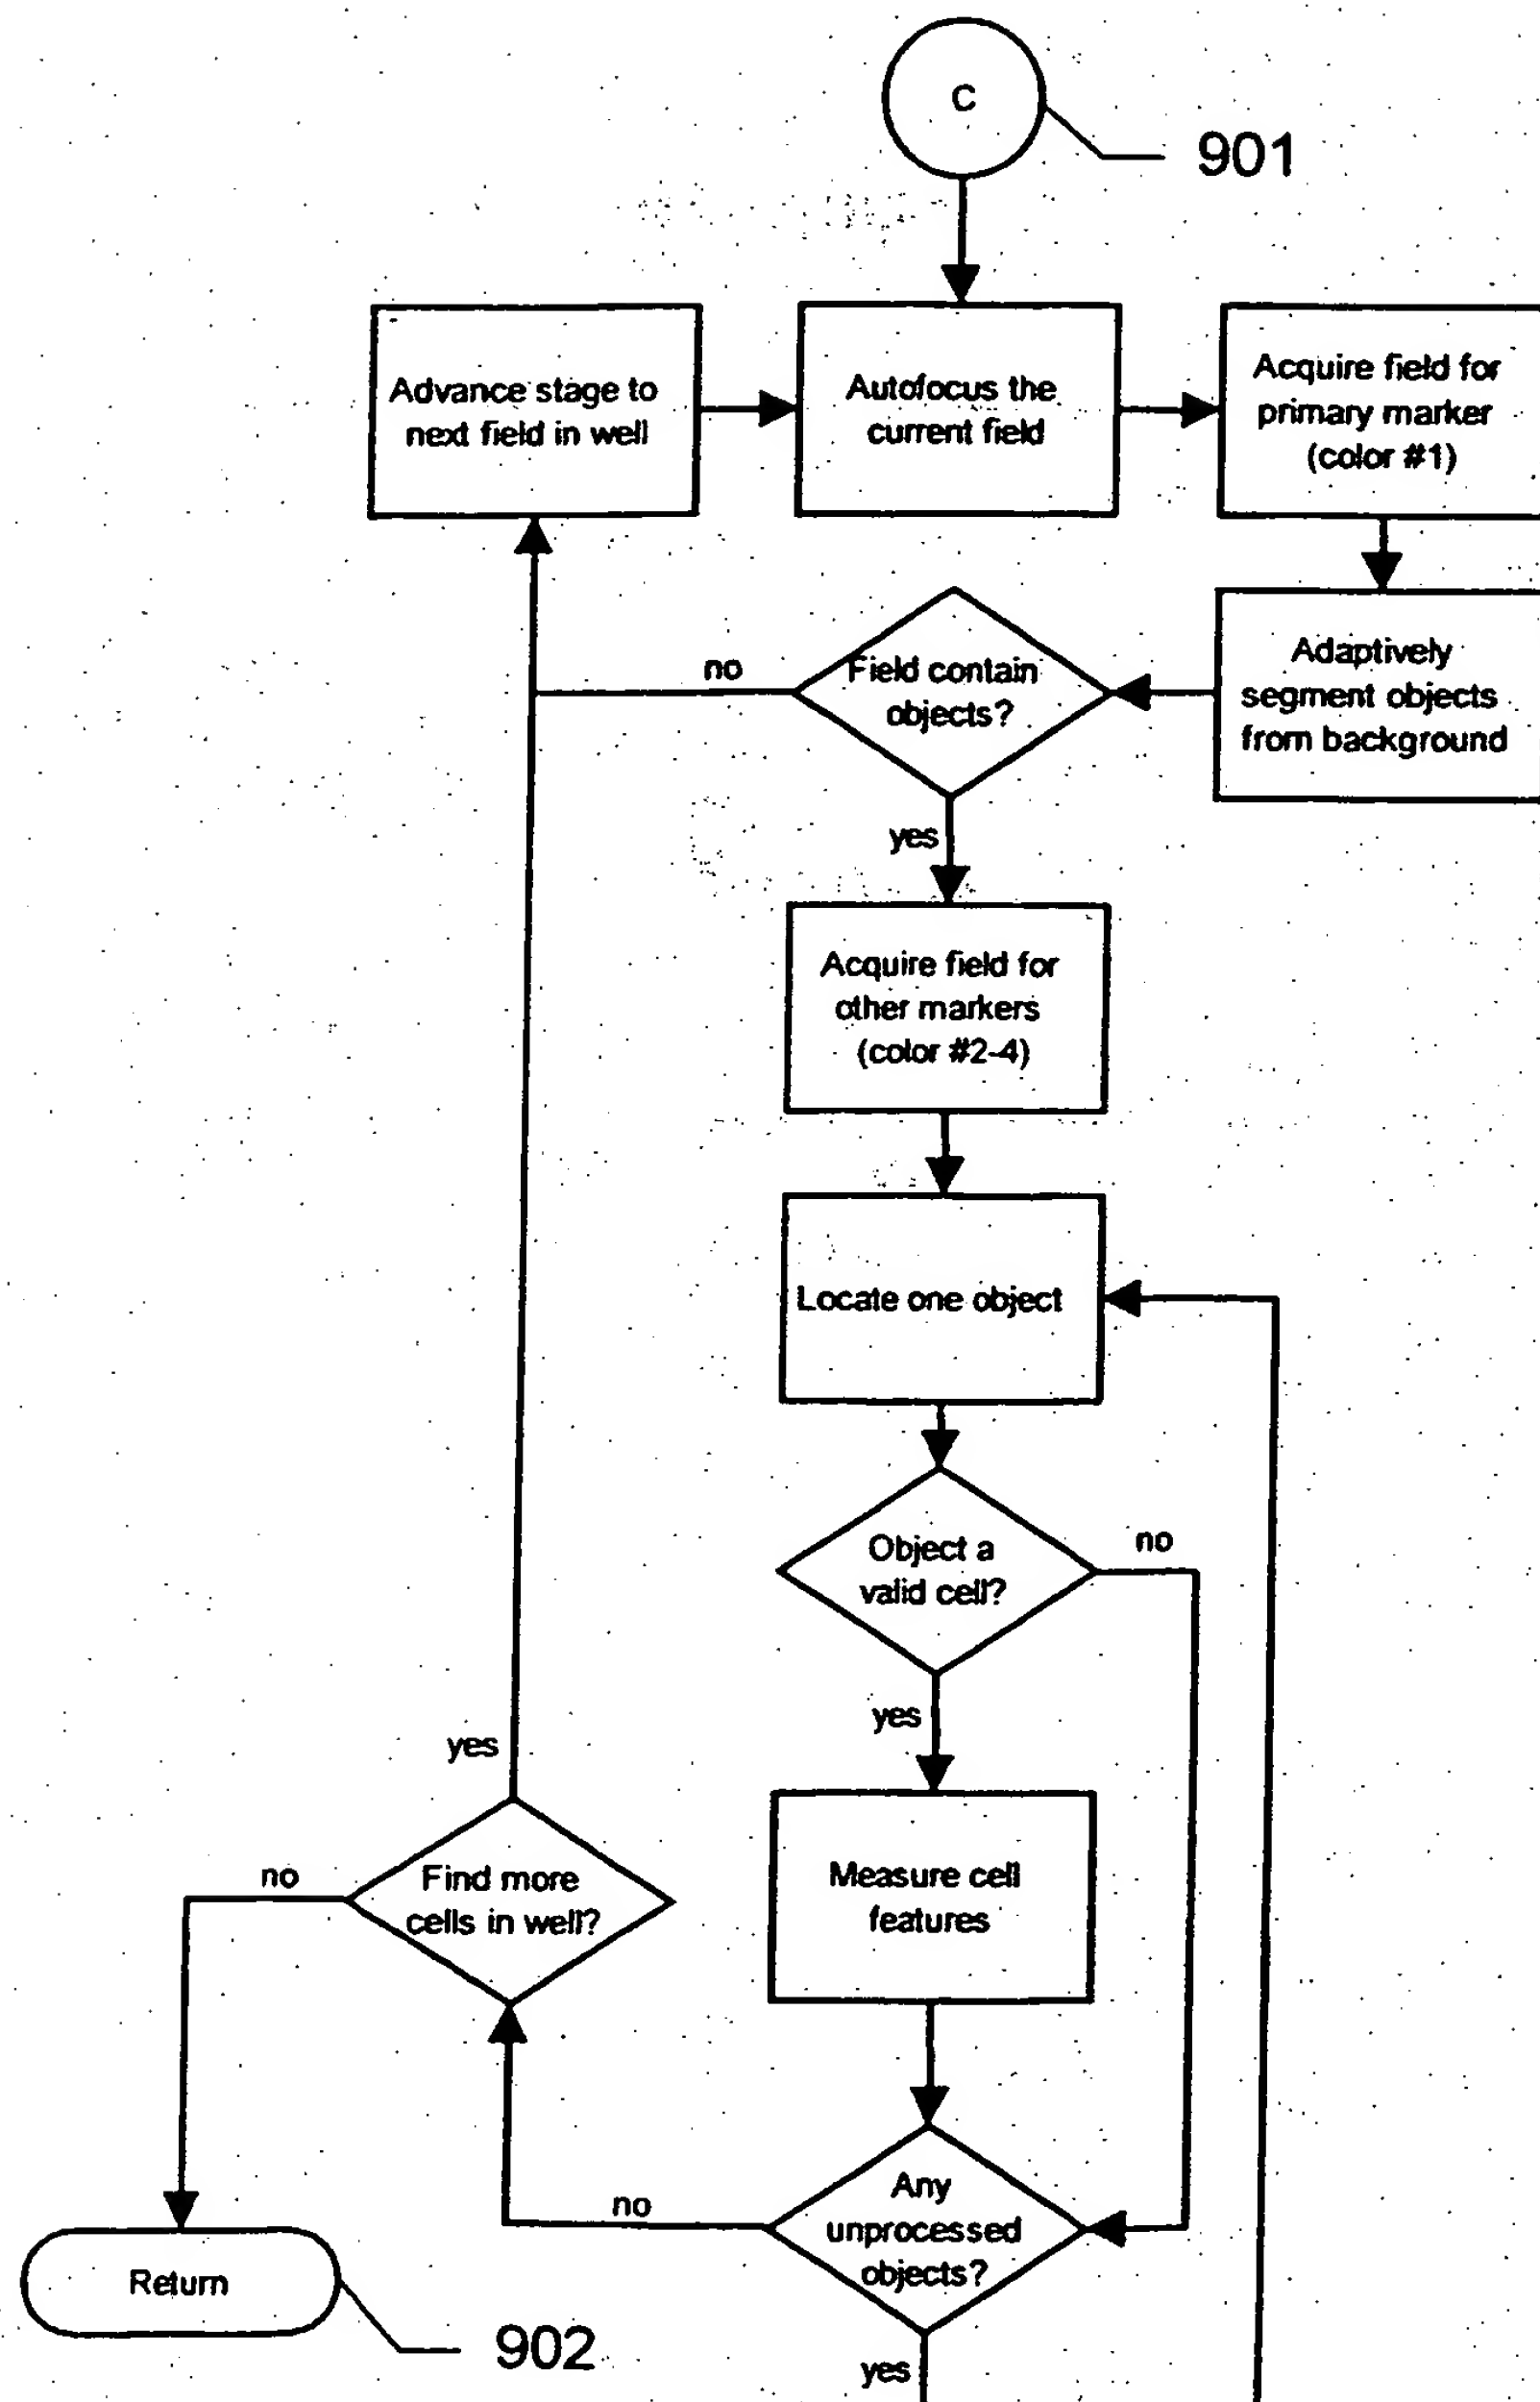 C
901
Advance stage to
next field in well
Autofocus the
current field
Acquire field for
primary marker
(color #1)
Field contain
objects?
no
Adaptively
segment objects
from background
yes
Acquire field for
other markers
(color #2-4)
Locate one object
Object a
valid cell?
no
yes
yes
Measure cell
features
Find more
cells in well?
no
Any
unprocessed
objects?
no
Return
902
yes